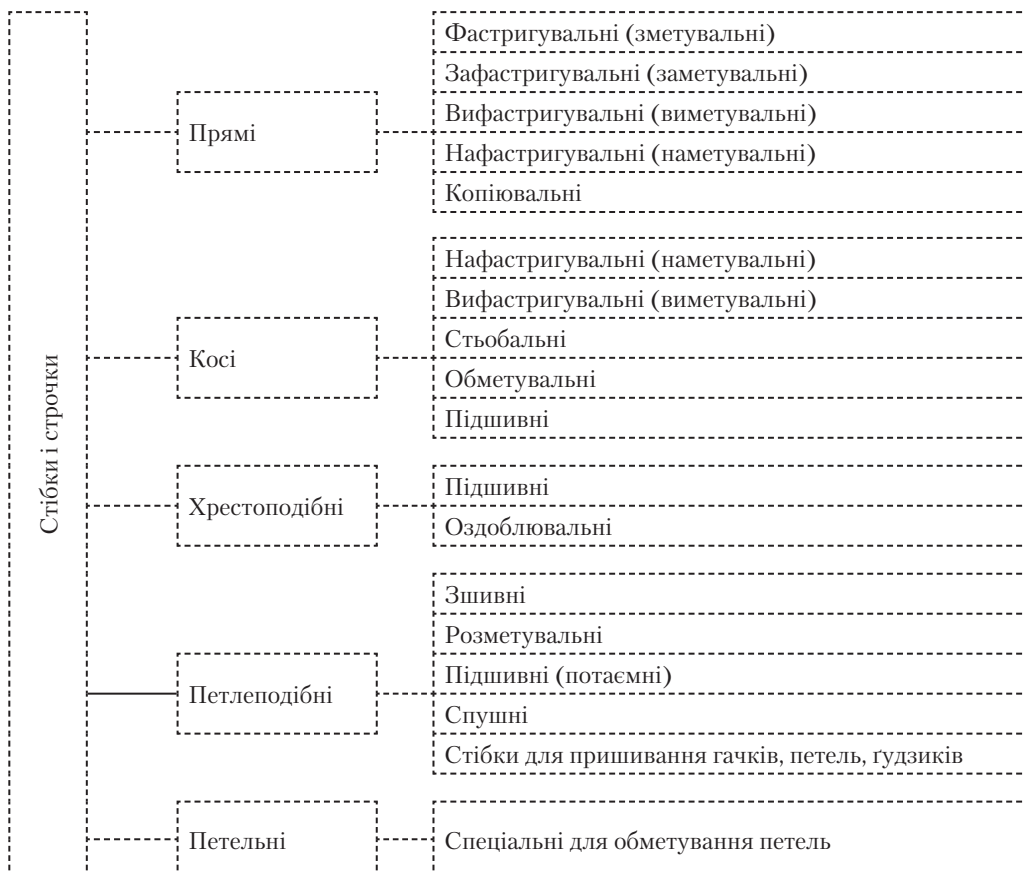 Стібки і строчки
Прямі
Фастригувальні (зметувальні)
Зафастригувальні (заметувальні)
Вифастригувальні (виметувальні)
Нафастригувальні (наметувальні)
Копіювальні
Косі
Нафастригувальні (наметувальні)
Вифастригувальні (виметувальні)
Стьобальні
Обметувальні
Підшивні
Хрестоподібні
Підшивні
Оздоблювальні
Петлеподібні
Зшивні
Розметувальні
Підшивні (потаємні)
Спушні
Стібки для пришивання гачків, петель, ґудзиків
Петельні
Спеціальні для обметування петель